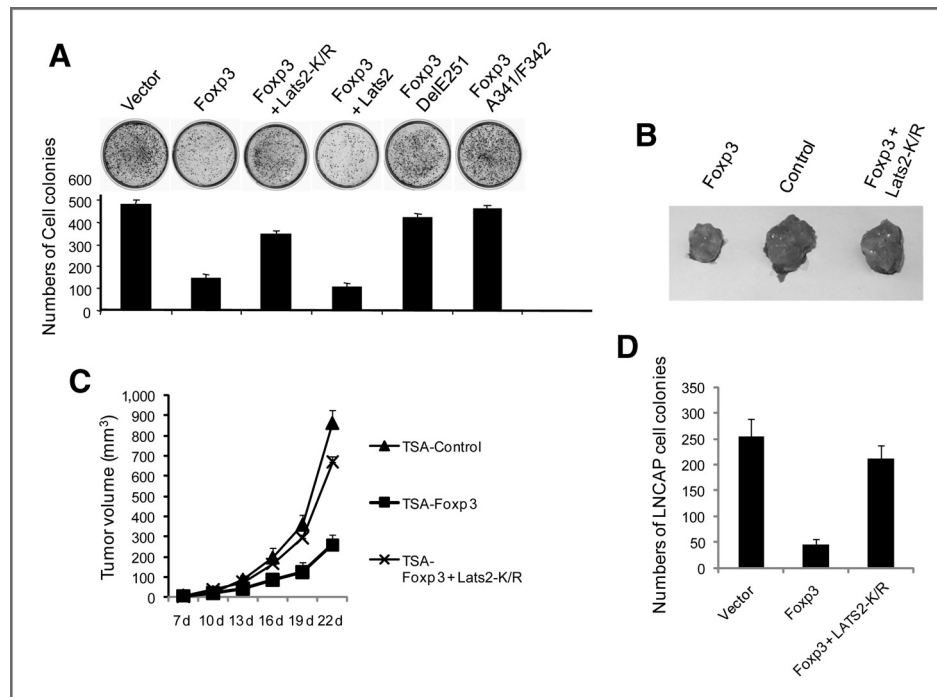 A
Vector
Foxp3
Foxp3
+ Lats2-K/R
Foxp3
+ Lats2
Foxp3
DelE251
Foxp3
A341/F342
Numbers of Cell colonies
600
500
400
300
200
100
0
B
Foxp3
Control
Foxp3 +
Lats2-K/R
C
Tumor volume (mm³)
1,000
900
800
700
600
500
400
300
200
100
0
7 d 10 d 13 d 16 d 19 d 22 d
TSA-Control
TSA-Foxp3
TSA-
Foxp3+Lats2-K/R
D
Numbers of LNCAP cell colonies
350
300
250
200
150
100
50
0
Vector
Foxp3
Foxp3+ LATS2-K/R